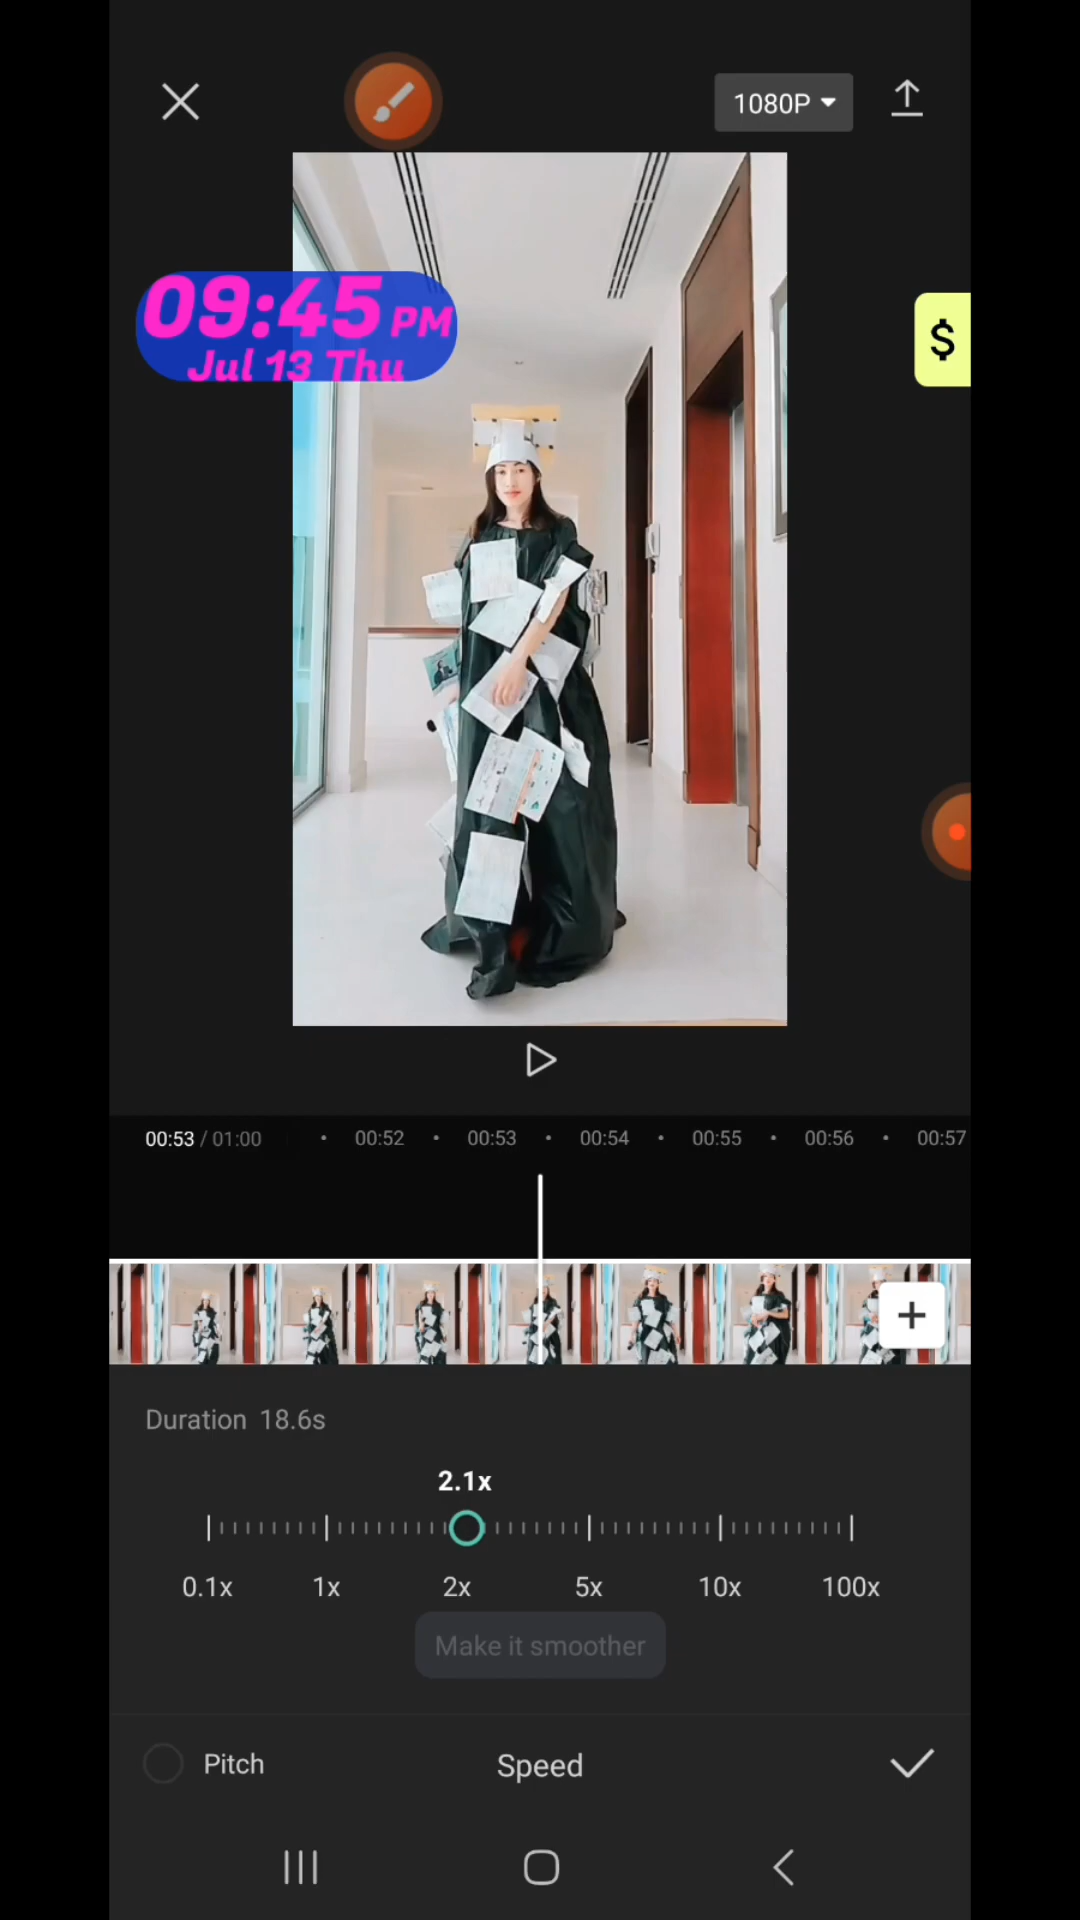 1080P
09:45 PM
Jul 13 Thu
$
00:53 / 01:00
00:52
00:53
00:54
00:55
00:56
00:57
Duration 18.6s
2.1x
0.1x 1x 2x 5x 10x 100x
Make it smoother
Pitch
Speed